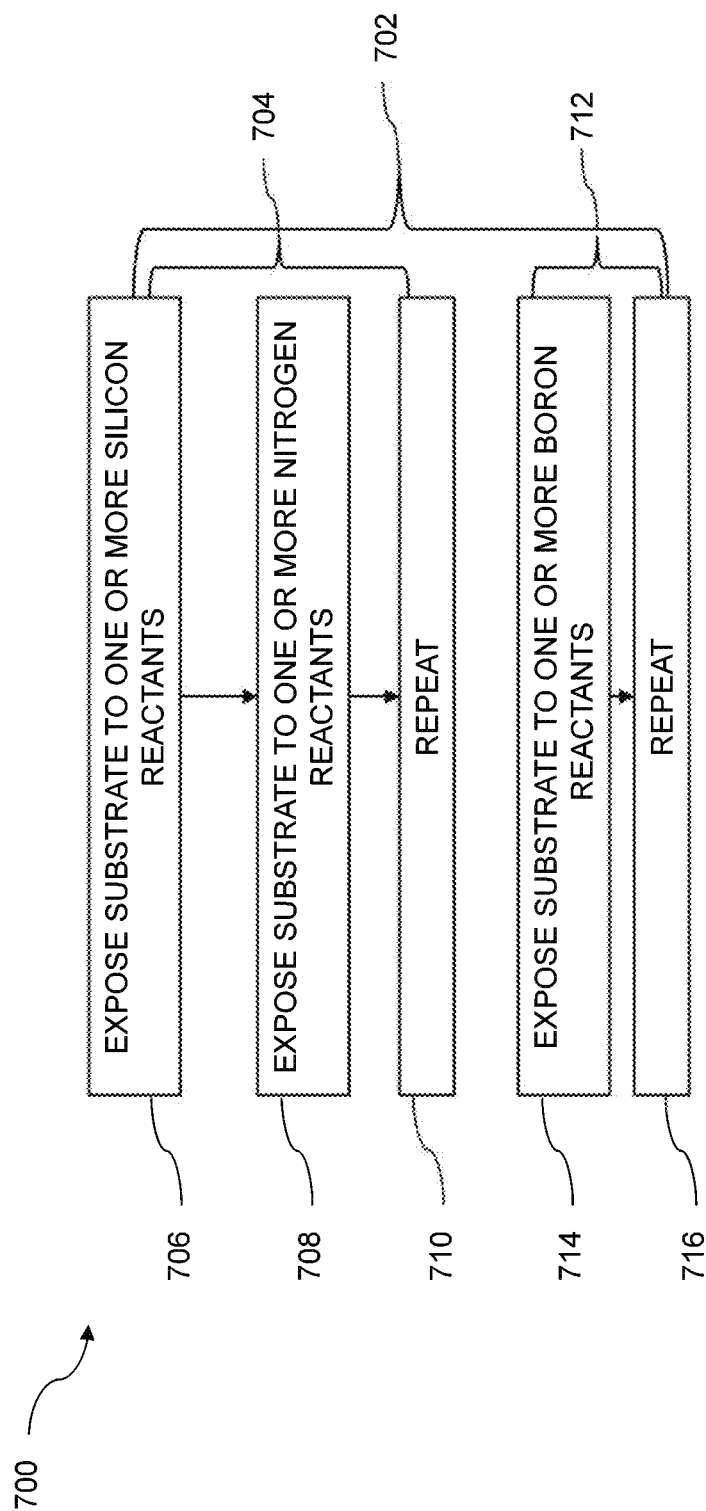 700
706
EXPOSE SUBSTRATE TO ONE OR MORE SILICON
REACTANTS
708
EXPOSE SUBSTRATE TO ONE OR MORE NITROGEN
REACTANTS
710
REPEAT
704
702
714
EXPOSE SUBSTRATE TO ONE OR MORE BORON
REACTANTS
716
REPEAT
712